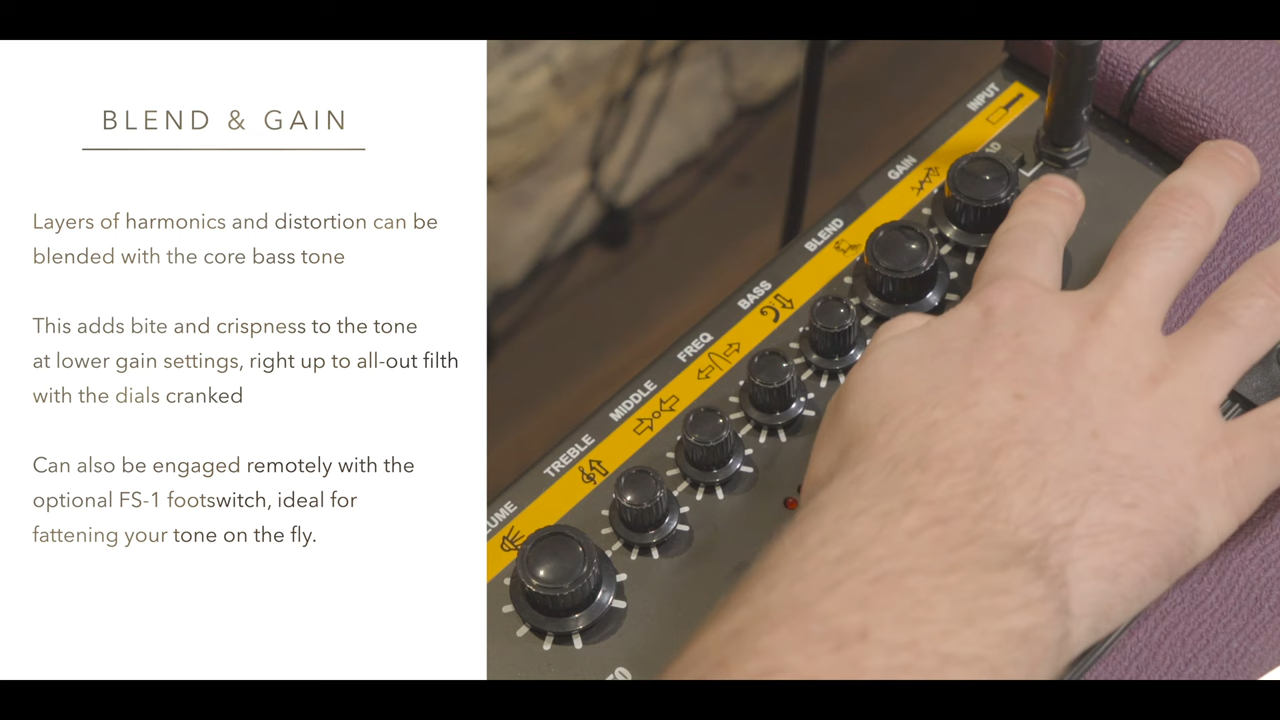 BLEND & GAIN
Layers of harmonics and distortion can be
blended with the core bass tone
This adds bite and crispness to the tone
at lower gain settings, right up to all-out filth
with the dials cranked
Can also be engaged remotely with the
optional FS-1 footswitch, ideal for
fattening your tone on the fly.
INPUT
GAIN
BLEND
BASS
FREQ
MIDDLE
TREBLE